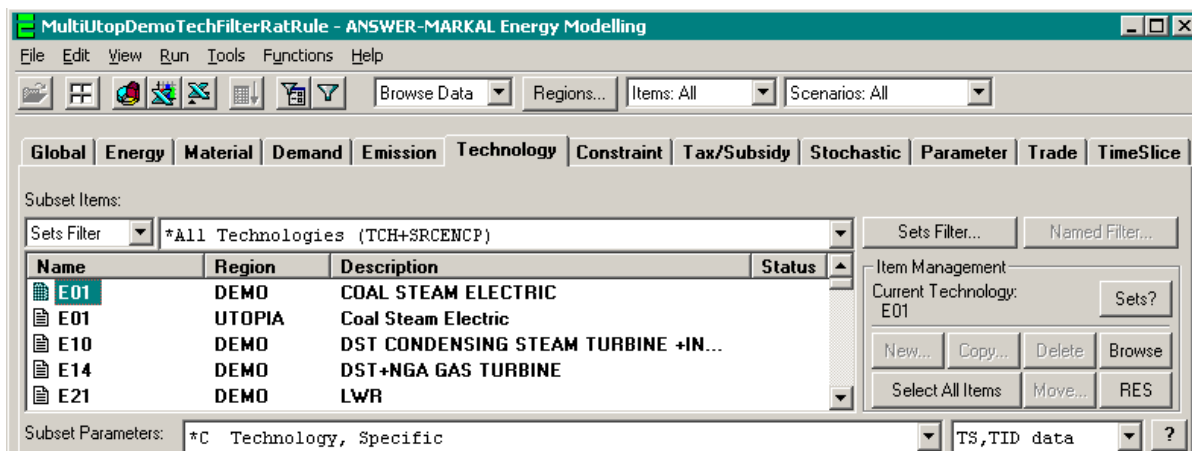 MultiUtopDemoTechFilterRatRule - ANSWER-MARKAL Energy Modelling
File Edit View Run Tools Functions Help
Browse Data Regions... Items: All Scenarios: All
Global Energy Material Demand Emission Technology Constraint Tax/Subsidy Stochastic Parameter Trade TimeSlice
Subset Items:
Sets Filter *All Technologies (TCH+SRCENCP) Sets Filter... Named Filter...
Name Region Description Status Item Management
E01 DEMO COAL STEAM ELECTRIC Current Technology: Sets?
E01 UTOPIA Coal Steam Electric E01
E10 DEMO DST CONDENSING STEAM TURBINE +IN... New... Copy... Delete Browse
E14 DEMO DST+NGA GAS TURBINE
E21 DEMO LWR Select All Items Move... RES
Subset Parameters: *C Technology, Specific TS,TID data ?